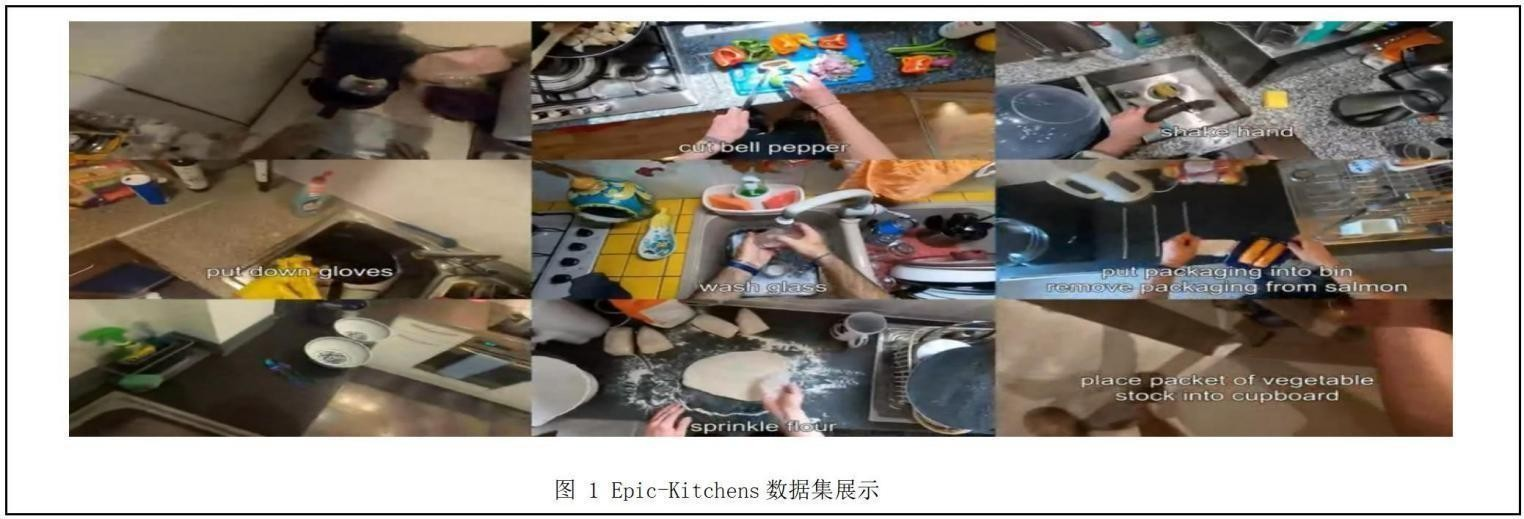 cut bell pepper
shake hand
put down gloves
wash glass
put packaging into bin
remove packaging from salmon
sprinkle flour
place packet of vegetable
stock into cupboard
图 1 Epic-Kitchens 数据集展示